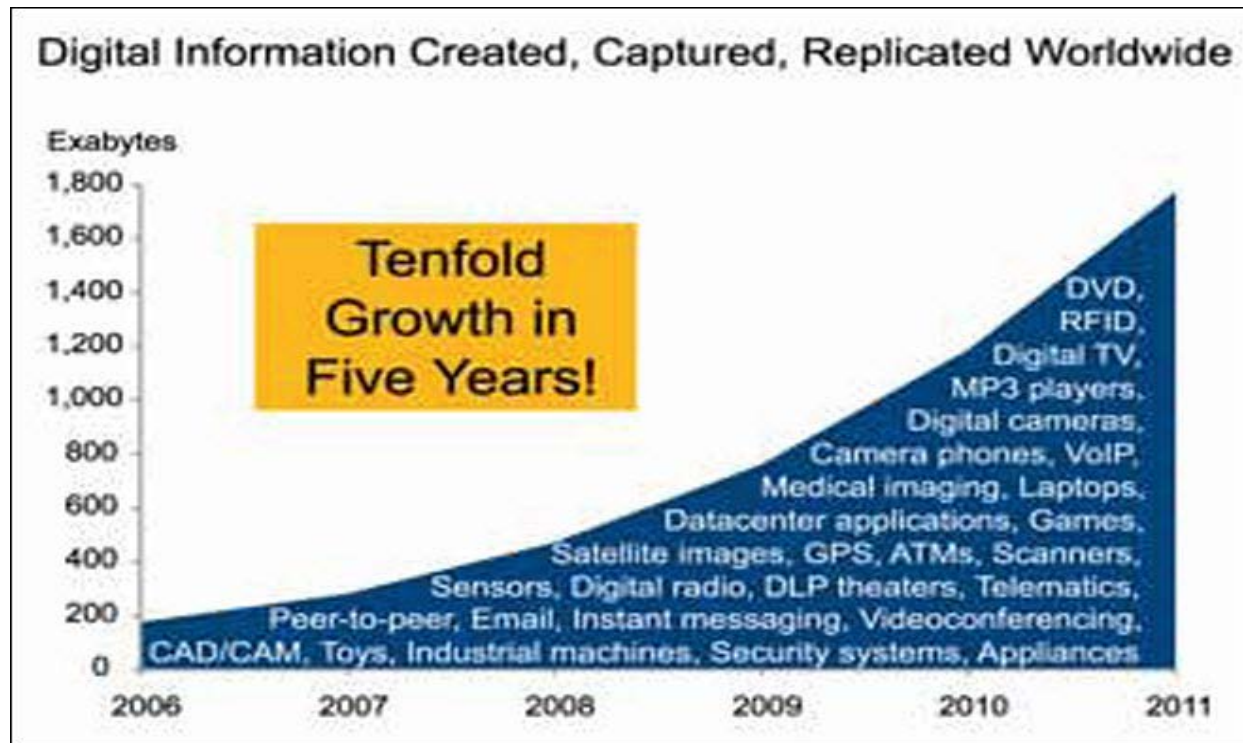 Digital Information Created, Captured, Replicated Worldwide
Exabytes
1,800
1,600
1,400
1,200
1,000
800
600
400
200
0
Tenfold
Growth in
Five Years!
DVD,
RFID,
Digital TV,
MP3 players,
Digital cameras,
Camera phones, VoIP,
Medical imaging, Laptops,
Datacenter applications, Games,
Satellite images, GPS, ATMs, Scanners,
Sensors, Digital radio, DLP theaters, Telematics,
Peer-to-peer, Email, Instant messaging, Videoconferencing,
CAD/CAM, Toys, Industrial machines, Security systems, Appliances
2006 2007 2008 2009 2010 2011